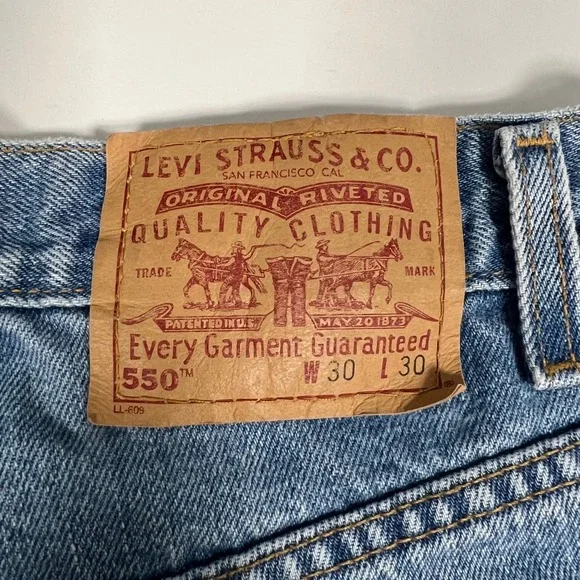 LEVI STRAUSS & CO.
SAN FRANCISCO CAL
ORIGINAL RIVETED
QUALITY CLOTHING
TRADE MARK
PATENTED IN U.S. MAY 20 1873
Every Garment Guaranteed
550™ W 30 L 30
LL-609 ®